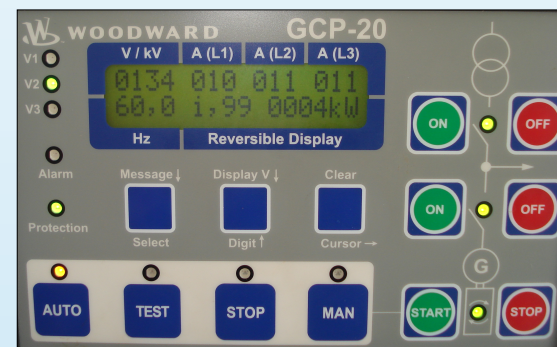 W. WOODWARD GCP-20
V / kV A (L1) A (L2) A (L3)
V1
V2
V3
0134 010 011 011
60,0 i,99 0004kW
Hz Reversible Display
Alarm
Message↓ Display V↓ Clear
Protection
Select Digit↑ Cursor→
ON OFF
ON OFF
G
AUTO TEST STOP MAN START STOP